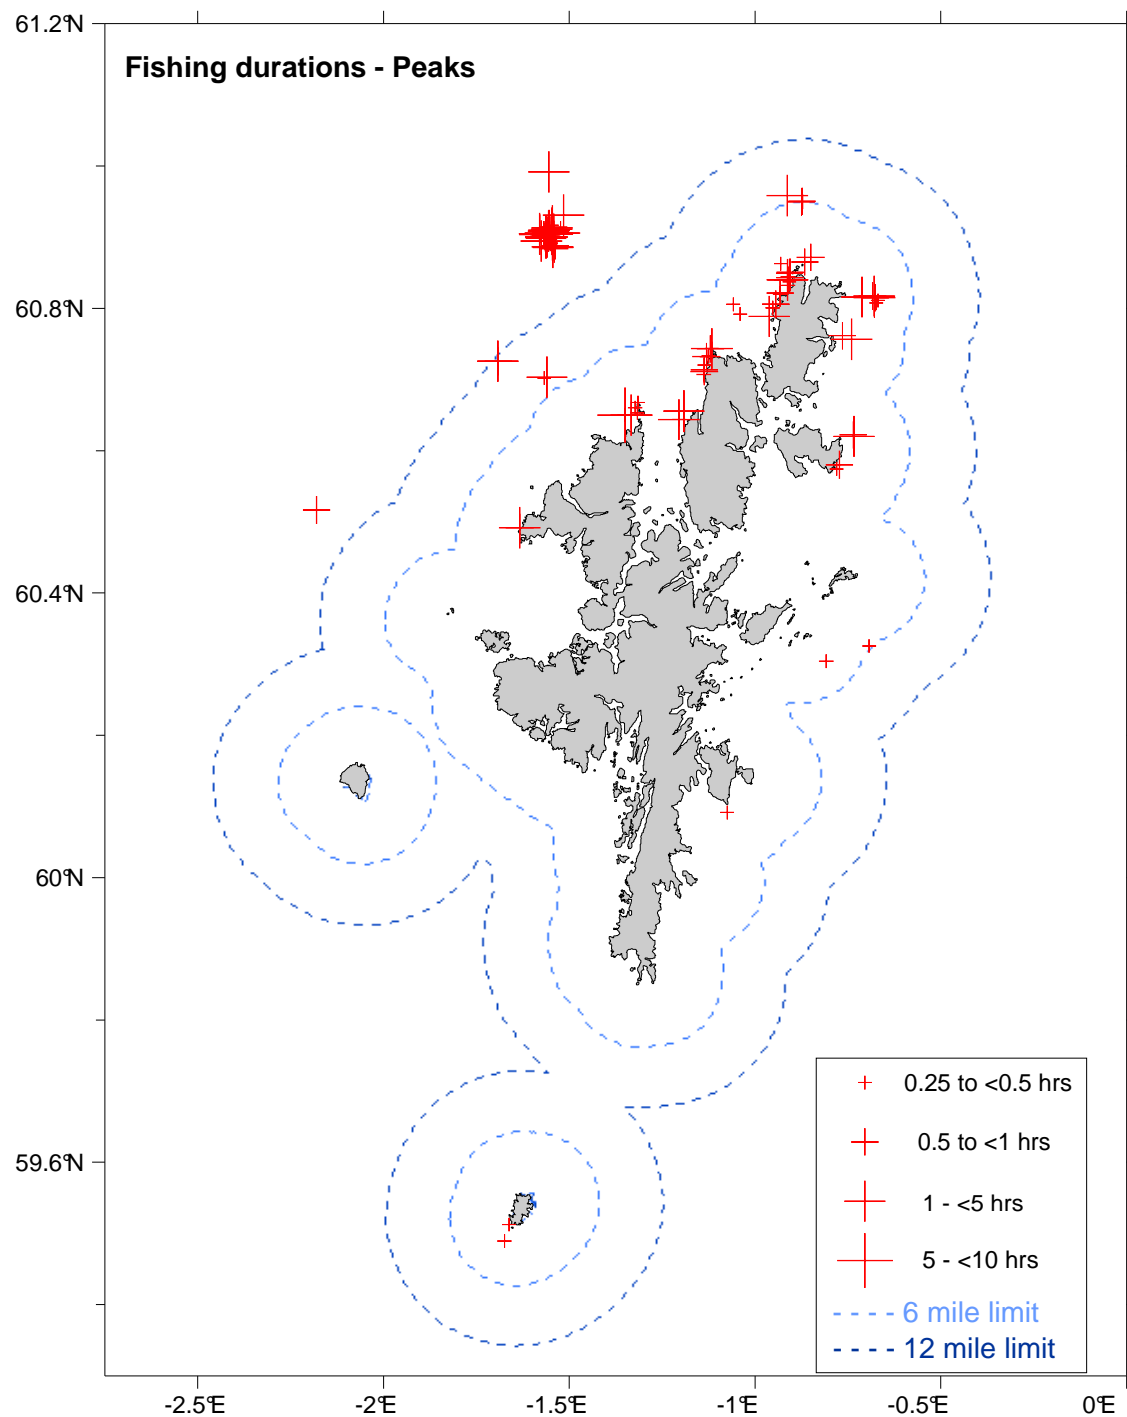 61.2°N
Fishing durations - Peaks
60.8°N
60.4°N
60°N
59.6°N
0.25 to <0.5 hrs
0.5 to <1 hrs
1 - <5 hrs
5 - <10 hrs
6 mile limit
12 mile limit
-2.5°E -2°E -1.5°E -1°E -0.5°E 0°E